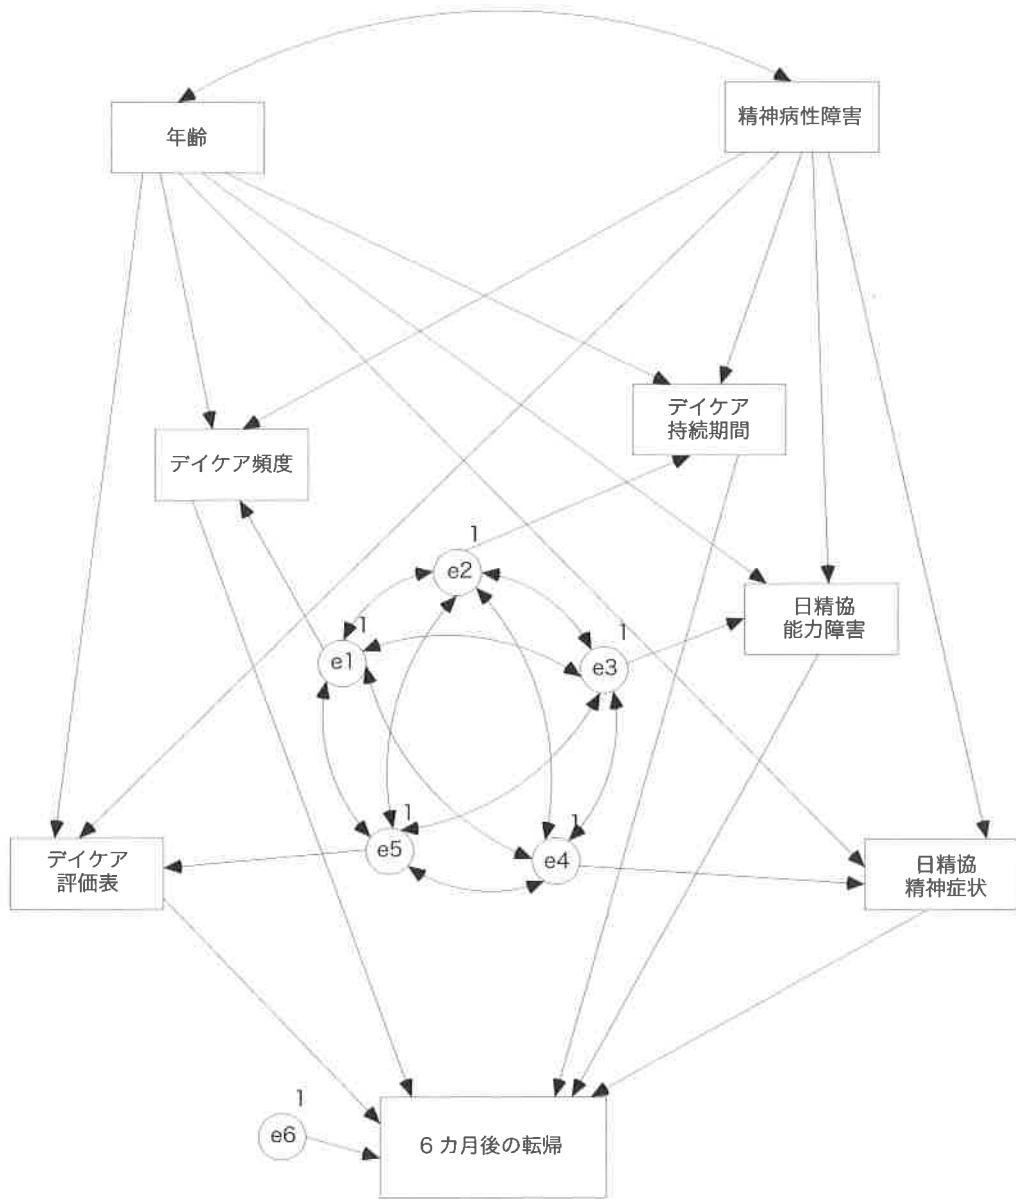 年齢
精神病性障害
デイケア
持続期間
デイケア頻度
1
e2
日精協
能力障害
1
e1
1
e3
1
e5
1
e4
デイケア
評価表
日精協
精神症状
1
e6
6カ月後の転帰